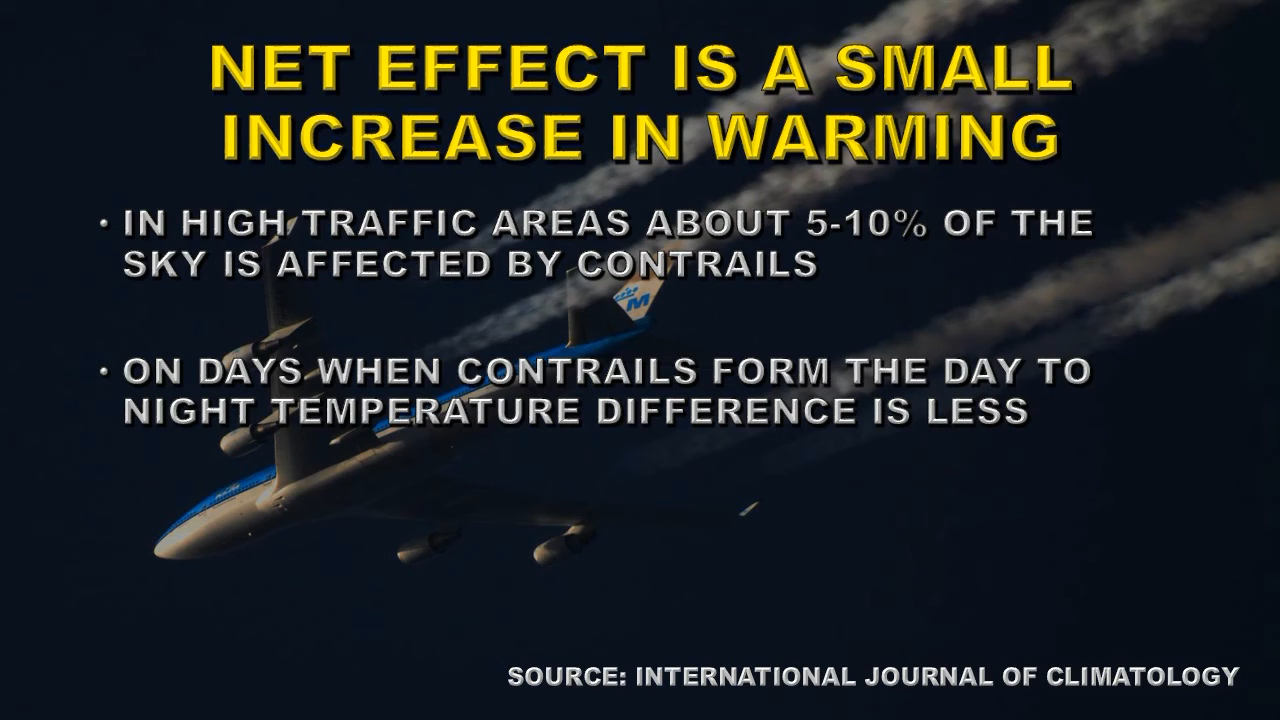 NET EFFECT IS A SMALL
INCREASE IN WARMING
• IN HIGH TRAFFIC AREAS ABOUT 5-10% OF THE
SKY IS AFFECTED BY CONTRAILS
• ON DAYS WHEN CONTRAILS FORM THE DAY TO
NIGHT TEMPERATURE DIFFERENCE IS LESS
SOURCE: INTERNATIONAL JOURNAL OF CLIMATOLOGY